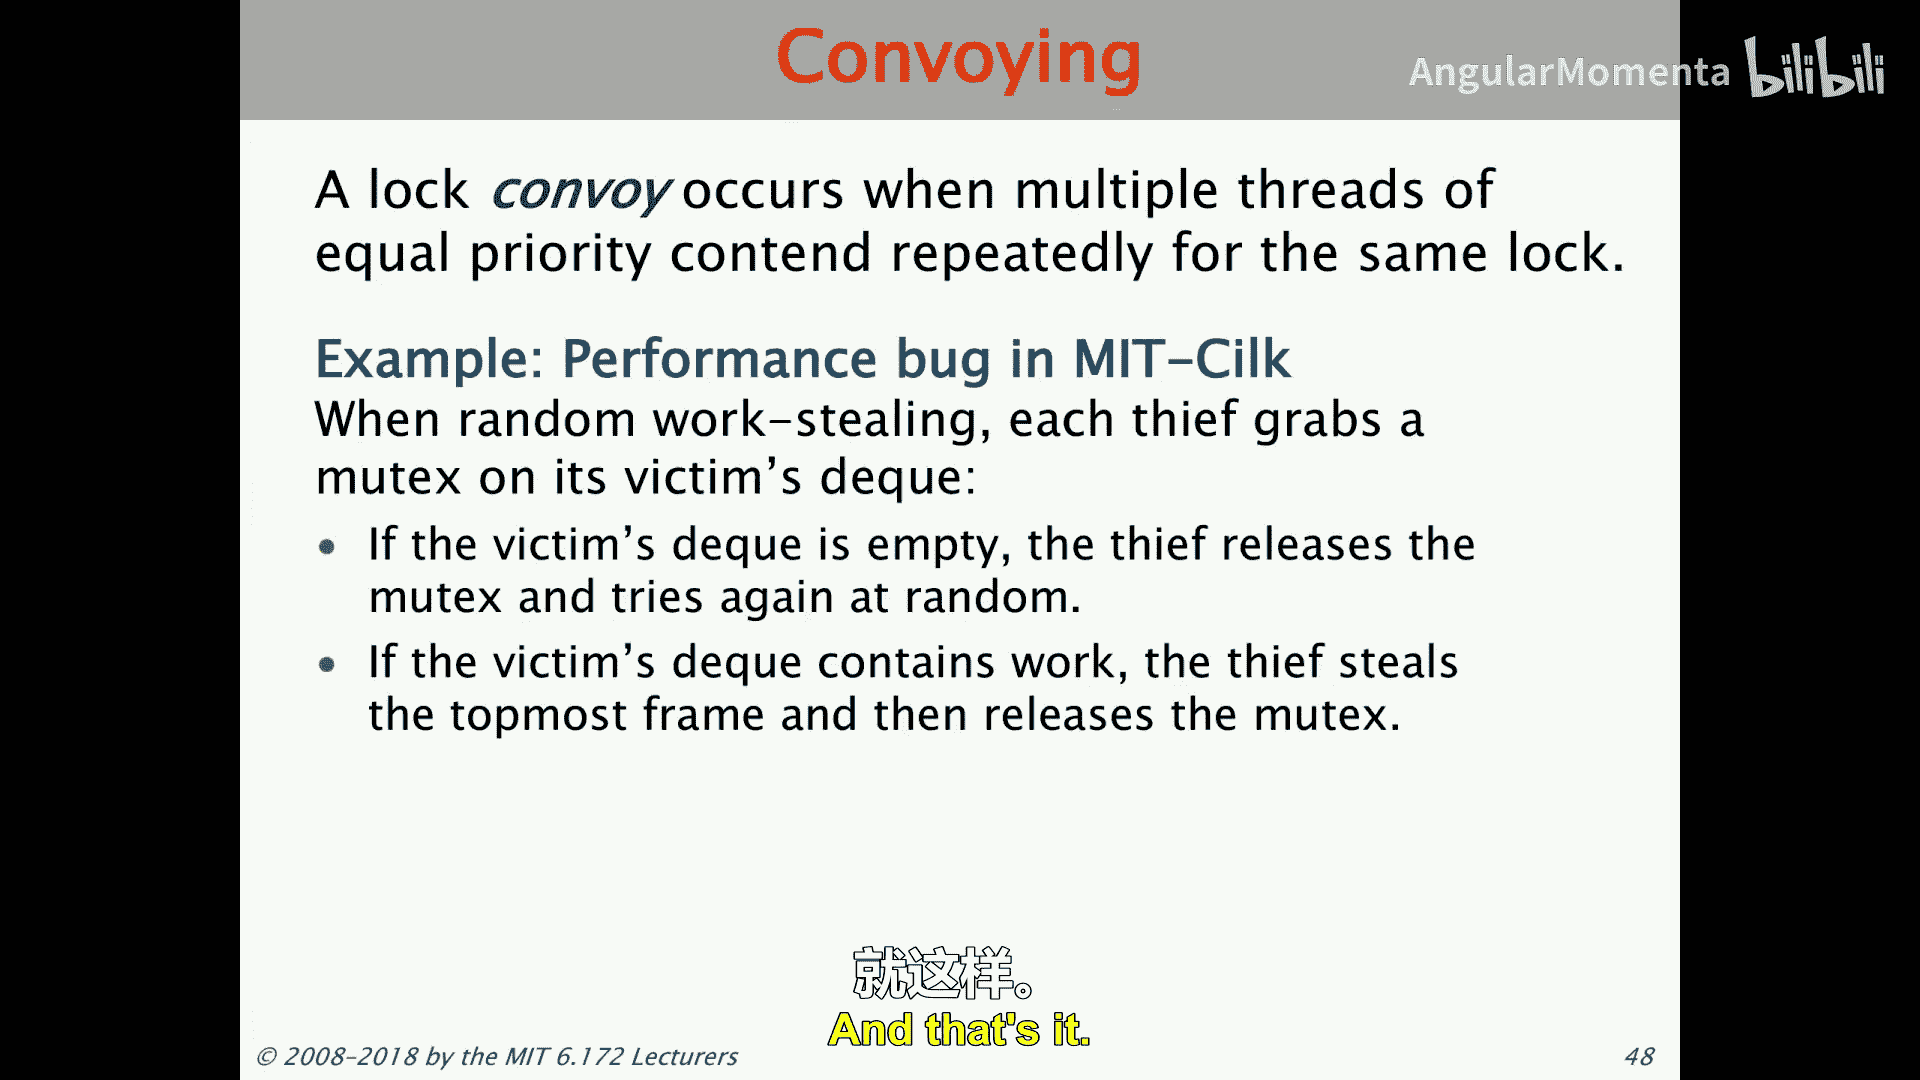 Convoying
AngularMomenta bilibili
A lock convoy occurs when multiple threads of
equal priority contend repeatedly for the same lock.
Example: Performance bug in MIT-Cilk
When random work-stealing, each thief grabs a
mutex on its victim’s deque:
• If the victim’s deque is empty, the thief releases the
mutex and tries again at random.
• If the victim’s deque contains work, the thief steals
the topmost frame and then releases the mutex.
就这样。
And that's it.
© 2008-2018 by the MIT 6.172 Lecturers
48